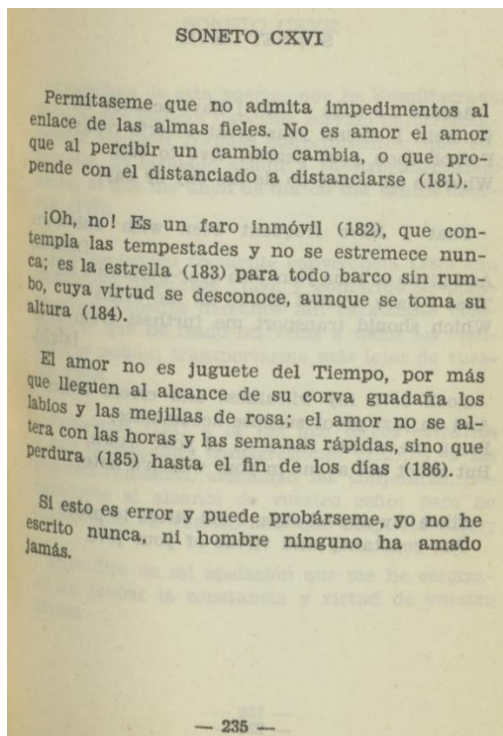 SONETO CXVI
Permítaseme que no admita impedimentos al
enlace de las almas fieles. No es amor el amor
que al percibir un cambio cambia, o que pro-
pende con el distanciado a distanciarse (181).
¡Oh, no! Es un faro inmóvil (182), que con-
templa las tempestades y no se estremece nun-
ca; es la estrella (183) para todo barco sin rum-
bo, cuya virtud se desconoce, aunque se toma su
altura (184).
El amor no es juguete del Tiempo, por más
que lleguen al alcance de su corva guadaña los
labios y las mejillas de rosa; el amor no se al-
tera con las horas y las semanas rápidas, sino que
perdura (185) hasta el fin de los días (186).
Si esto es error y puede probárseme, yo no he
escrito nunca, ni hombre ninguno ha amado
jamás.
— 235 —